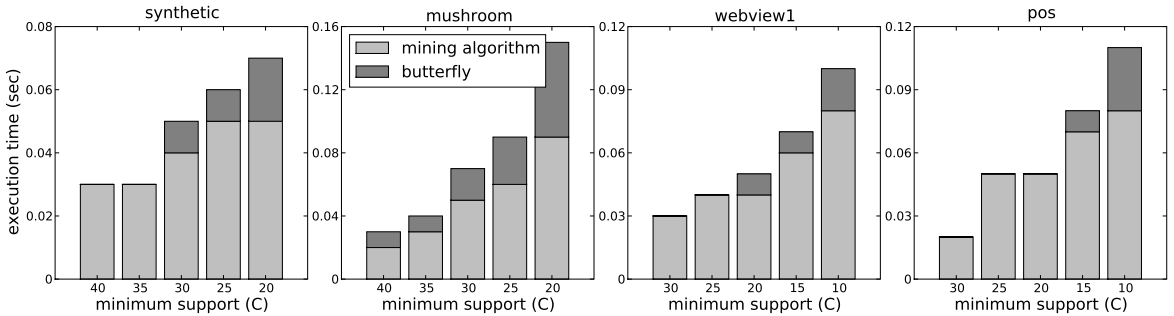 synthetic
mushroom
webview1
pos
execution time (sec)
0.08
0.06
0.04
0.02
0
40 35 30 25 20
minimum support (C)
0.16
0.12
0.08
0.04
0
mining algorithm
butterfly
40 35 30 25 20
minimum support (C)
0.12
0.09
0.06
0.03
0
30 25 20 15 10
minimum support (C)
0.12
0.09
0.06
0.03
0
30 25 20 15 10
minimum support (C)